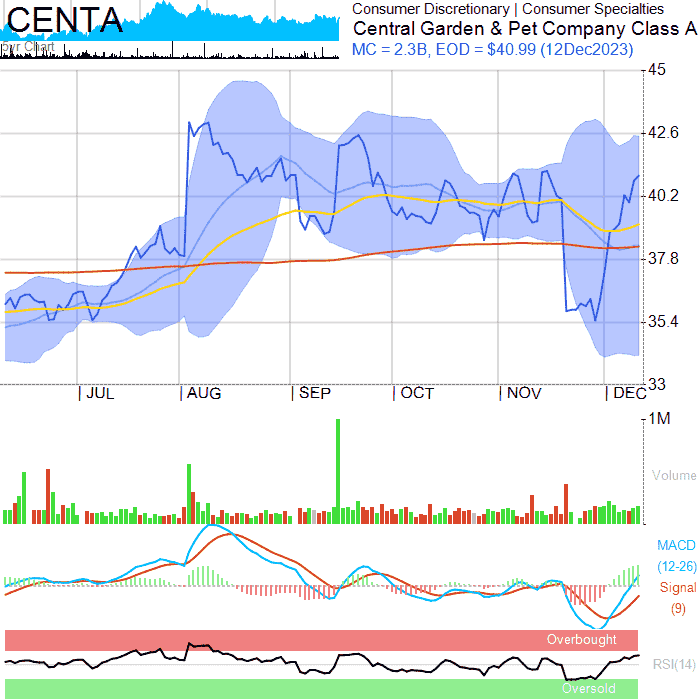 CENTA
5yr Chart
Consumer Discretionary | Consumer Specialties
Central Garden & Pet Company Class A
MC = 2.3B, EOD = $40.99 (12Dec2023)
45
42.6
40.2
37.8
35.4
33
| JUL | AUG | SEP | OCT | NOV | DEC
1M
Volume
MACD
(12-26)
Signal
(9)
Overbought
RSI(14)
Oversold